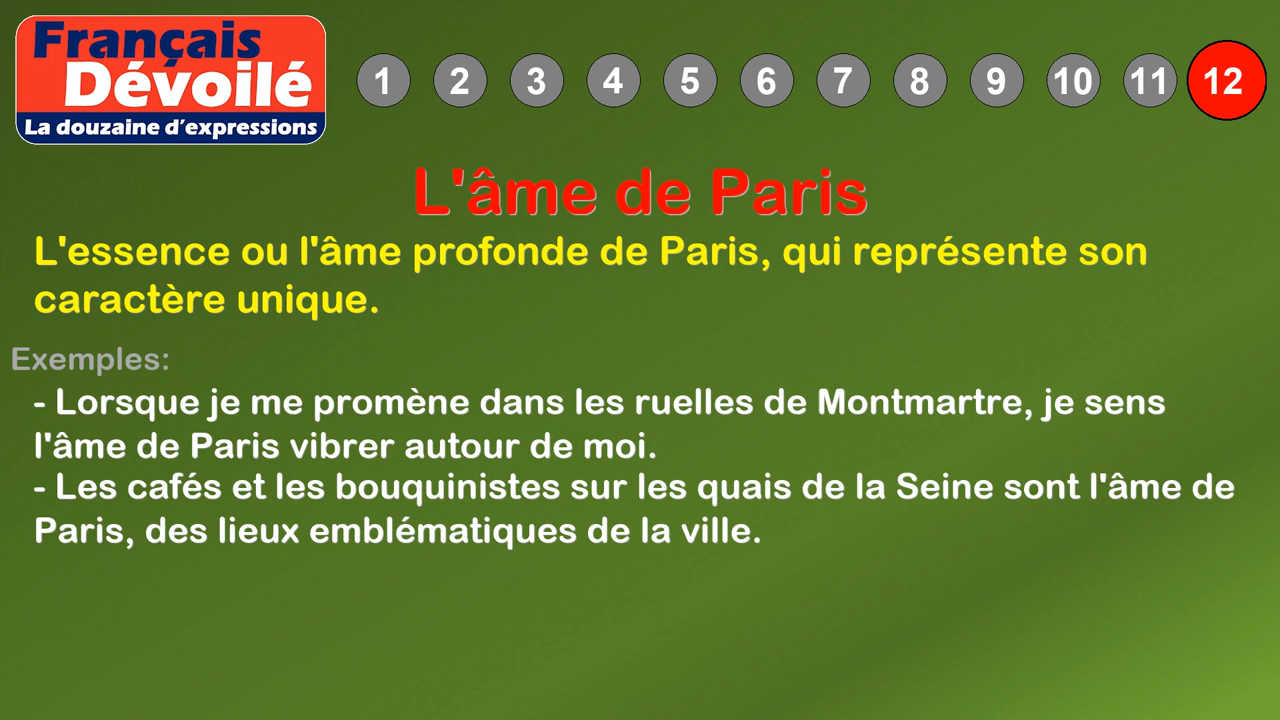 Français
Dévoilé
La douzaine d'expressions
1 2 3 4 5 6 7 8 9 10 11 12
L'âme de Paris
L'essence ou l'âme profonde de Paris, qui représente son
caractère unique.
Exemples:
- Lorsque je me promène dans les ruelles de Montmartre, je sens
l'âme de Paris vibrer autour de moi.
- Les cafés et les bouquinistes sur les quais de la Seine sont l'âme de
Paris, des lieux emblématiques de la ville.